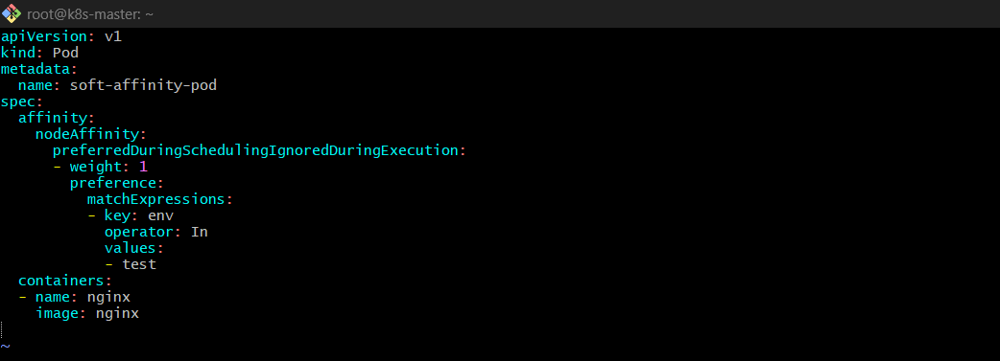 root@k8s-master: ~
apiVersion: v1
kind: Pod
metadata:
  name: soft-affinity-pod
spec:
  affinity:
    nodeAffinity:
      preferredDuringSchedulingIgnoredDuringExecution:
      - weight: 1
        preference:
          matchExpressions:
          - key: env
            operator: In
            values:
            - test
  containers:
  - name: nginx
    image: nginx
~